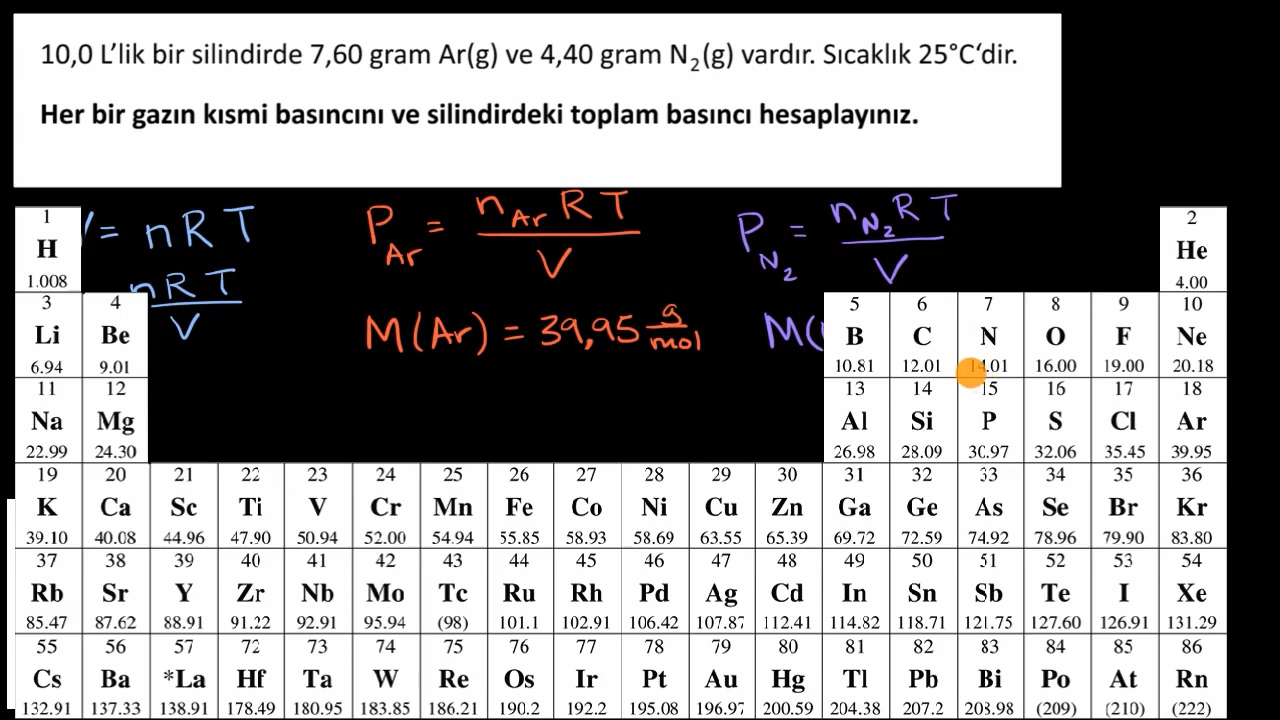 10,0 L'lik bir silindirde 7,60 gram Ar(g) ve 4,40 gram N₂(g) vardır. Sıcaklık 25°C'dir.
Her bir gazın kısmi basıncını ve silindirdeki toplam basıncı hesaplayınız.
= nRT
nRT
V
P_Ar = n_Ar RT
V
P_N₂ = n_N₂ RT
V
M(Ar) = 39,95 g/mol
M(
1 2
H He
1.008 4.00
3 4 5 6 7 8 9 10
Li Be B C N O F Ne
6.94 9.01 10.81 12.01 14.01 16.00 19.00 20.18
11 12 13 14 15 16 17 18
Na Mg Al Si P S Cl Ar
22.99 24.30 26.98 28.09 30.97 32.06 35.45 39.95
19 20 21 22 23 24 25 26 27 28 29 30 31 32 33 34 35 36
K Ca Sc Ti V Cr Mn Fe Co Ni Cu Zn Ga Ge As Se Br Kr
39.10 40.08 44.96 47.90 50.94 52.00 54.94 55.85 58.93 58.69 63.55 65.39 69.72 72.59 74.92 78.96 79.90 83.80
37 38 39 40 41 42 43 44 45 46 47 48 49 50 51 52 53 54
Rb Sr Y Zr Nb Mo Tc Ru Rh Pd Ag Cd In Sn Sb Te I Xe
85.47 87.62 88.91 91.22 92.91 95.94 (98) 101.1 102.91 106.42 107.87 112.41 114.82 118.71 121.75 127.60 126.91 131.29
55 56 57 72 73 74 75 76 77 78 79 80 81 82 83 84 85 86
Cs Ba *La Hf Ta W Re Os Ir Pt Au Hg Tl Pb Bi Po At Rn
132.91 137.33 138.91 178.49 180.95 183.85 186.21 190.2 192.2 195.08 196.97 200.59 204.38 207.2 208.98 (209) (210) (222)